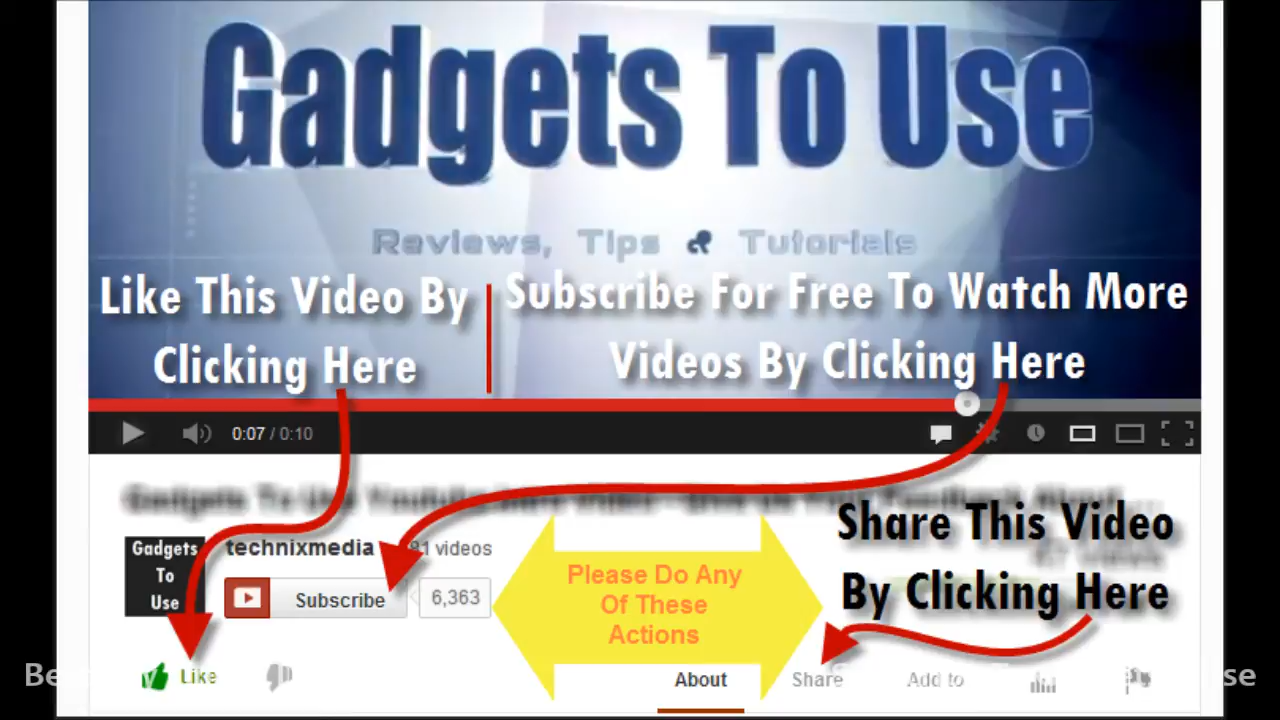 Gadgets To Use
Reviews, Tips & Tutorials
Like This Video By
Clicking Here
Subscribe For Free To Watch More
Videos By Clicking Here
0:07 / 0:10
Share This Video
By Clicking Here
Gadgets
To
Use
technixmedia
videos
Subscribe
6,363
Please Do Any
Of These
Actions
Like
About
Share
Add to